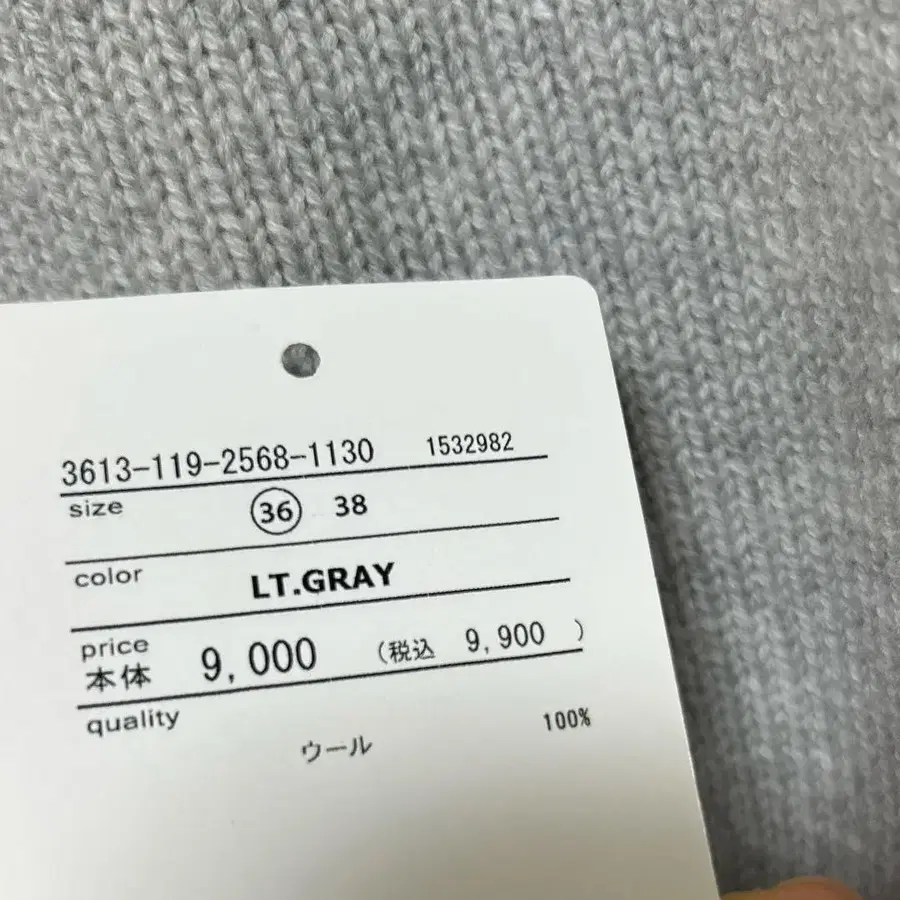 3613-119-2568-1130 1532982
size 36 38
color LT.GRAY
price
本体 9,000 (税込 9,900 )
quality
ウール 100%